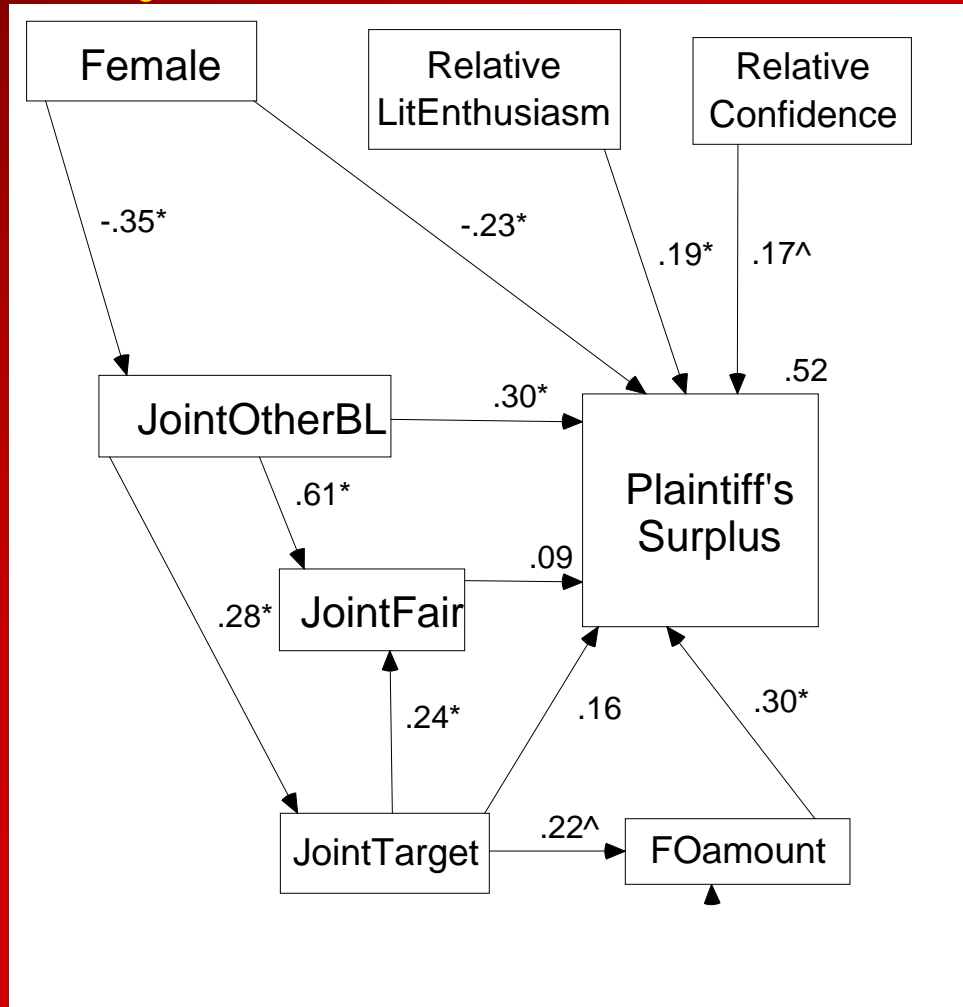 Female
Relative
LitEnthusiasm
Relative
Confidence
-.35*
-.23*
.19*
.17^
.52
JointOtherBL
.30*
Plaintiff's
Surplus
.61*
.09
.28*
JointFair
.24*
.16
.30*
JointTarget
.22^
FOamount